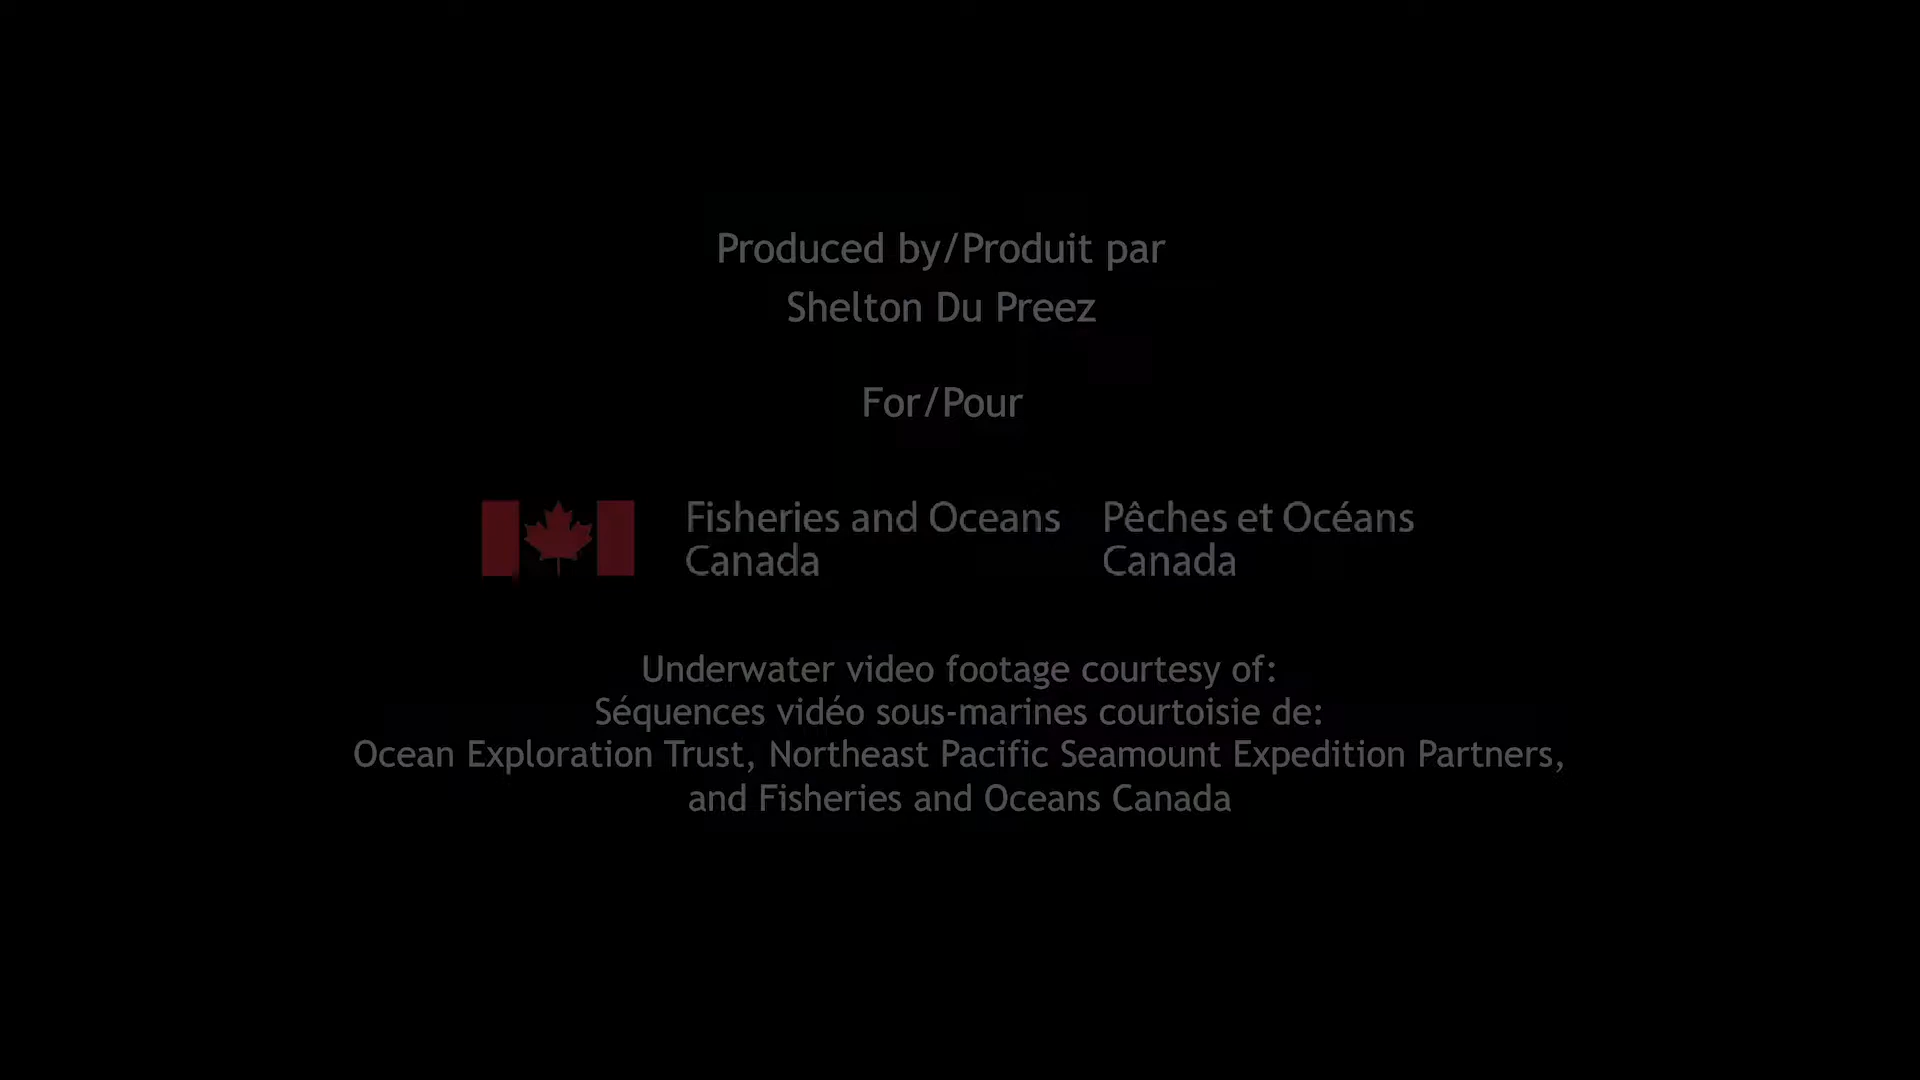 Produced by/Produit par
Shelton Du Preez
For/Pour
Fisheries and Oceans Canada
Pêches et Océans Canada
Underwater video footage courtesy of:
Séquences vidéo sous-marines courtoisie de:
Ocean Exploration Trust, Northeast Pacific Seamount Expedition Partners,
and Fisheries and Oceans Canada